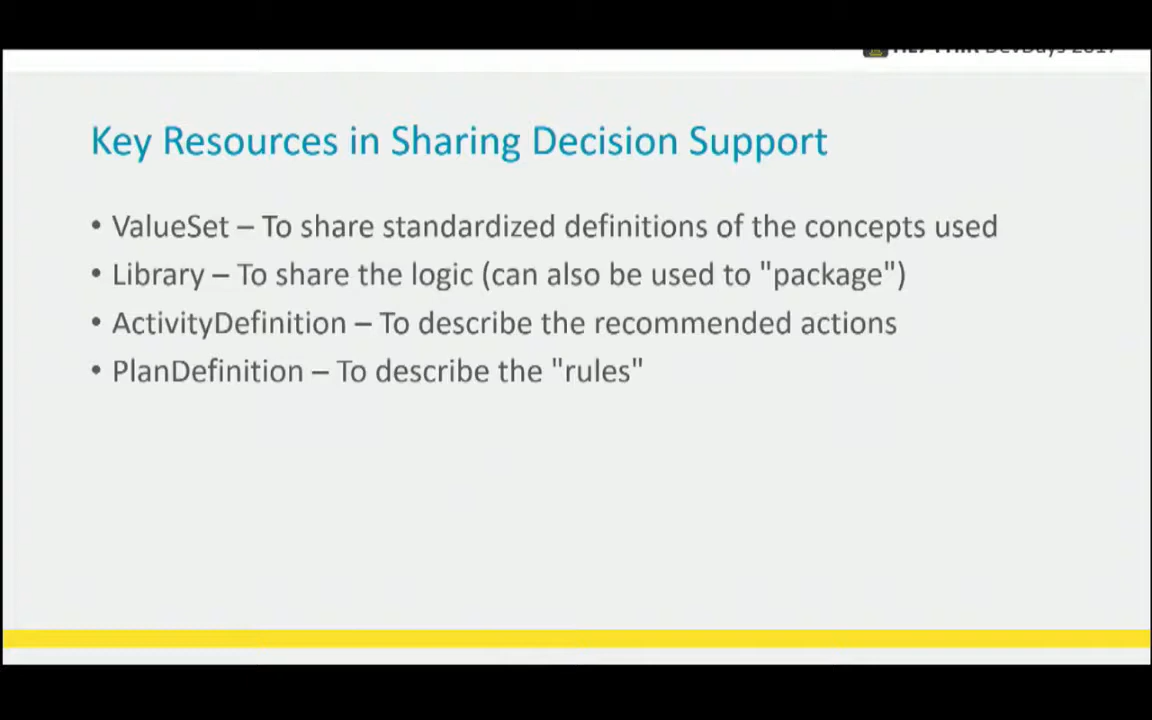 DevDays 2017
Key Resources in Sharing Decision Support
• ValueSet – To share standardized definitions of the concepts used
• Library – To share the logic (can also be used to "package")
• ActivityDefinition – To describe the recommended actions
• PlanDefinition – To describe the "rules"